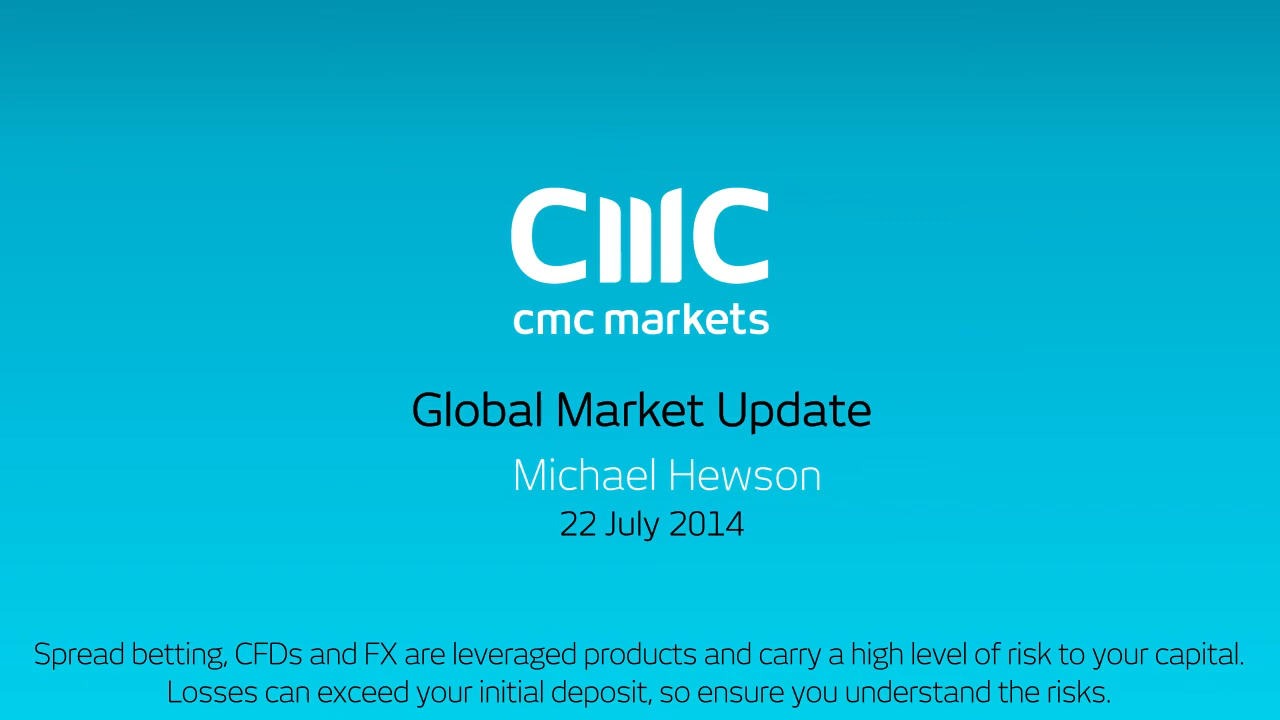 CMC
cmc markets
Global Market Update
Michael Hewson
22 July 2014
Spread betting, CFDs and FX are leveraged products and carry a high level of risk to your capital.
Losses can exceed your initial deposit, so ensure you understand the risks.